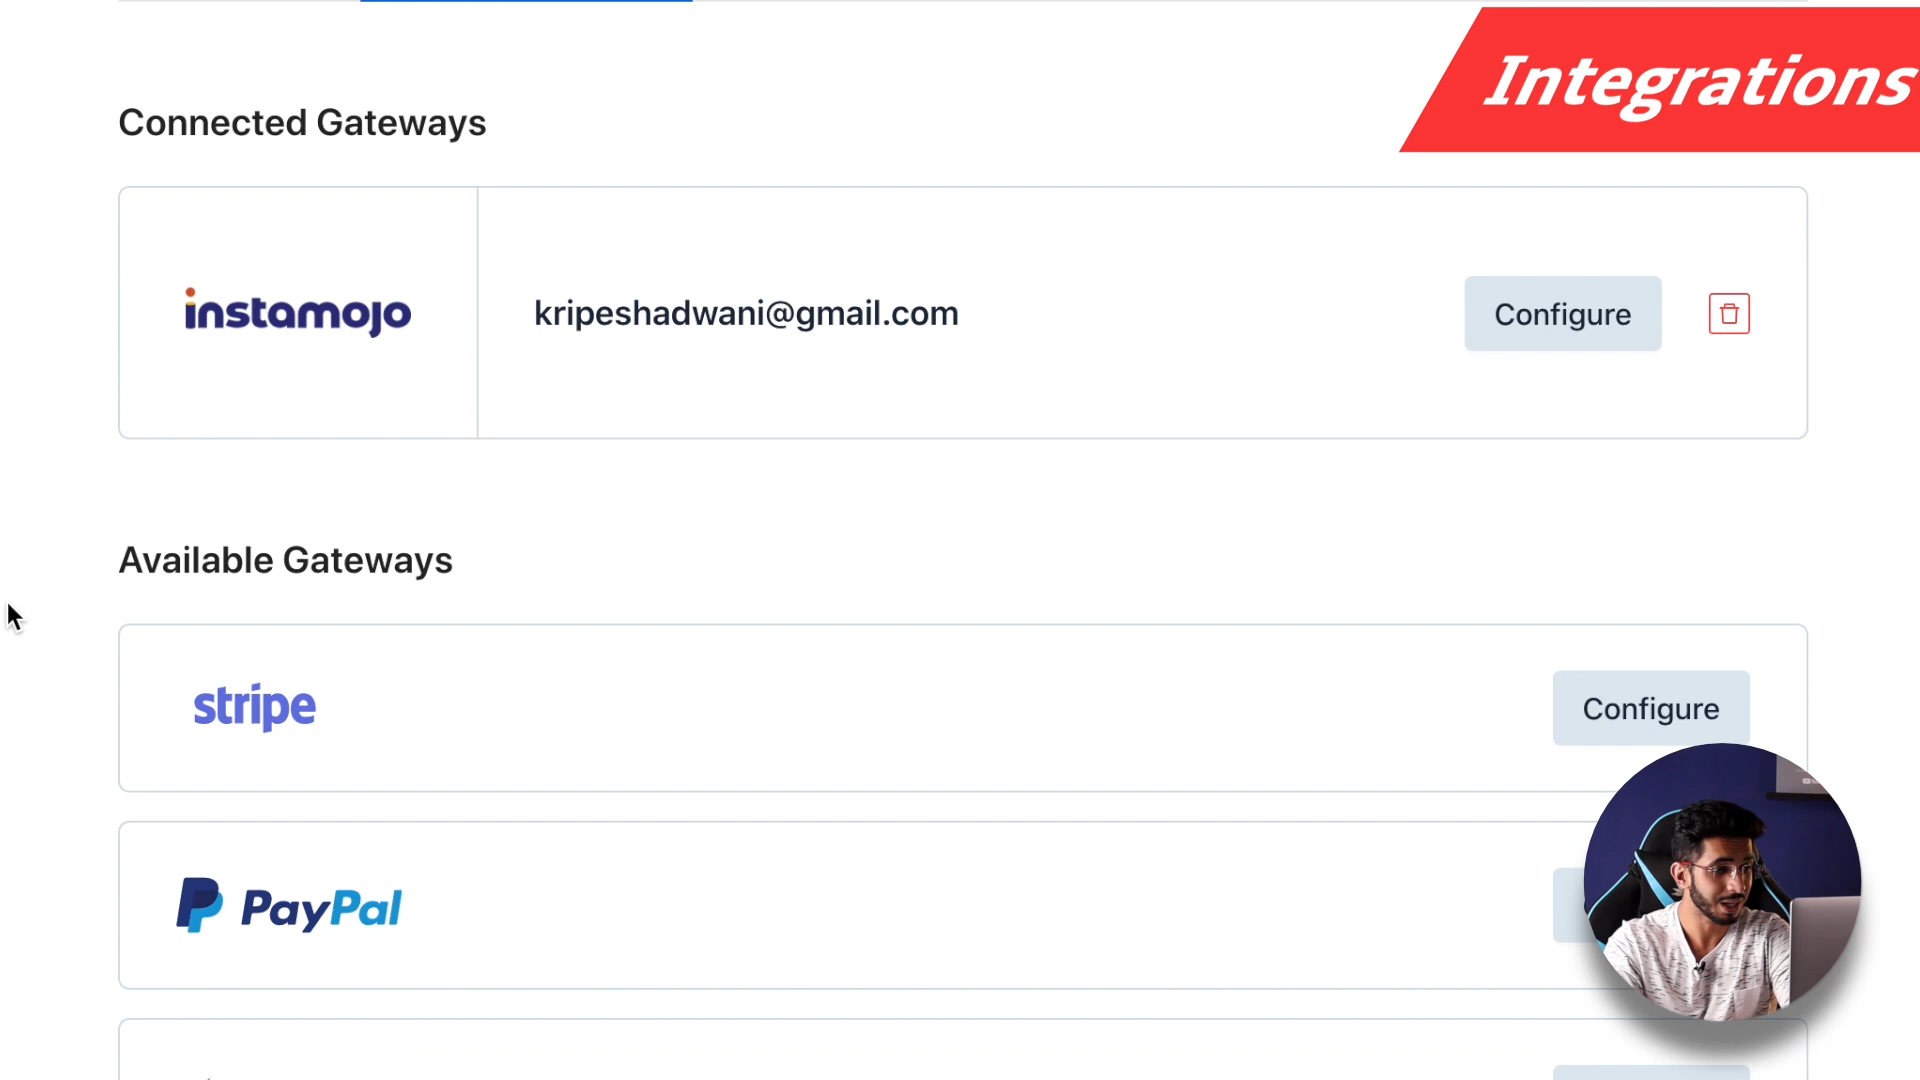 Integrations
Connected Gateways
instamojo
kripeshadwani@gmail.com
Configure
Available Gateways
stripe
Configure
PayPal